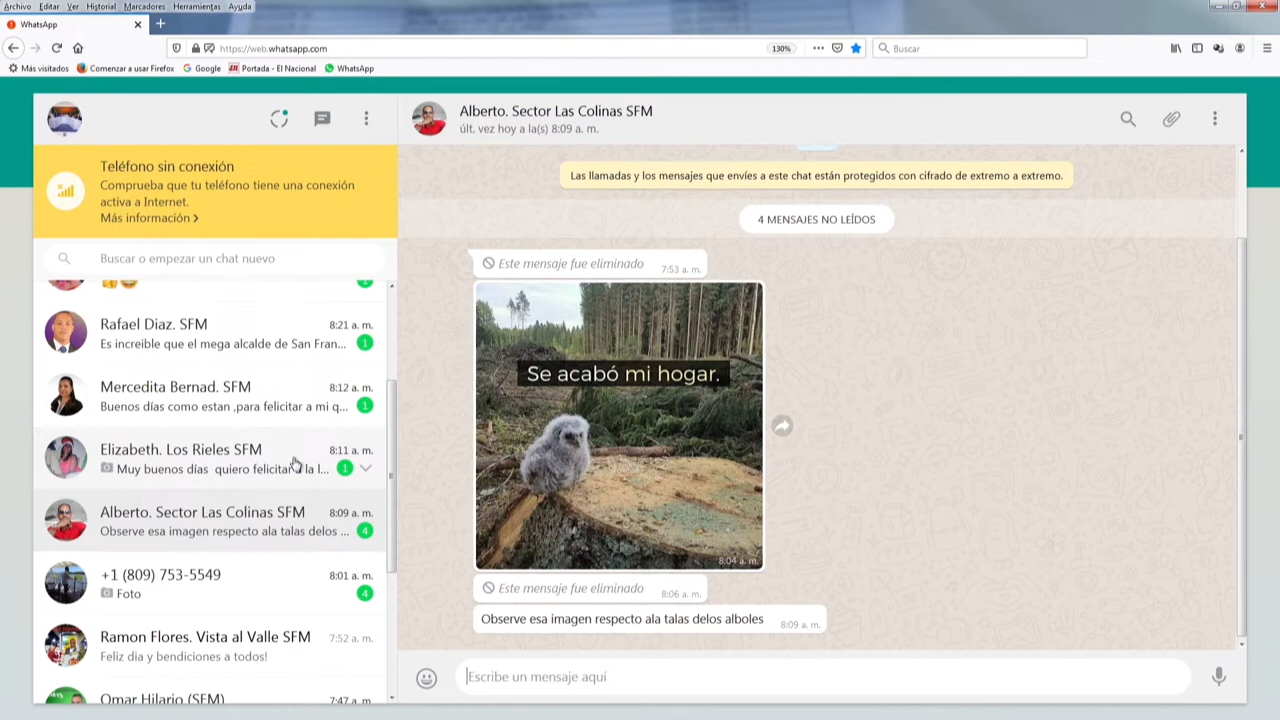 Archivo Editar Ver Historial Marcadores Herramientas Ayuda
WhatsApp
https://web.whatsapp.com
130%
Buscar
Más visitados
Comenzar a usar Firefox
Google
Portada - El Nacional
WhatsApp
Alberto. Sector Las Colinas SFM
últ. vez hoy a la(s) 8:09 a. m.
Teléfono sin conexión
Comprueba que tu teléfono tiene una conexión
activa a Internet.
Más información
Buscar o empezar un chat nuevo
1
Rafael Diaz. SFM
8:21 a. m.
Es increible que el mega alcalde de San Fran...
1
Mercedita Bernad. SFM
8:12 a. m.
Buenos días como estan ,para felicitar a mi q...
1
Elizabeth. Los Rieles SFM
8:11 a. m.
Muy buenos días quiero felicitar a la l...
1
Alberto. Sector Las Colinas SFM
8:09 a. m.
Observe esa imagen respecto ala talas delos ...
4
+1 (809) 753-5549
8:01 a. m.
Foto
4
Ramon Flores. Vista al Valle SFM
7:52 a. m.
Feliz dia y bendiciones a todos!
Omar Hilario (SFM)
7:47 a. m.
Las llamadas y los mensajes que envíes a este chat están protegidos con cifrado de extremo a extremo.
4 MENSAJES NO LEÍDOS
Este mensaje fue eliminado
7:53 a. m.
Se acabó mi hogar.
8:04 a. m.
Este mensaje fue eliminado
8:06 a. m.
Observe esa imagen respecto ala talas delos alboles
8:09 a. m.
Escribe un mensaje aquí